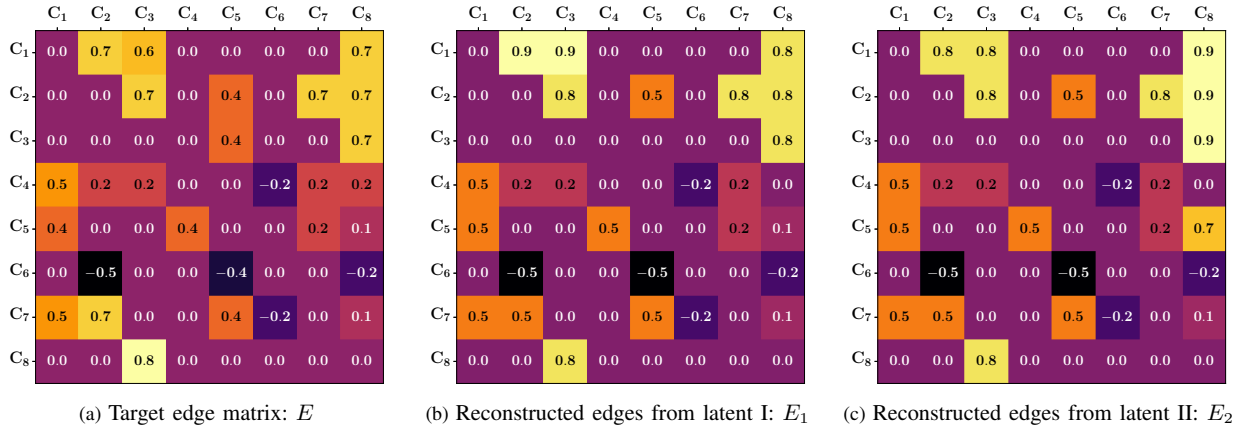 C1 C2 C3 C4 C5 C6 C7 C8
C1 0.0 0.7 0.6 0.0 0.0 0.0 0.0 0.7
C2 0.0 0.0 0.7 0.0 0.4 0.0 0.7 0.7
C3 0.0 0.0 0.0 0.0 0.4 0.0 0.0 0.7
C4 0.5 0.2 0.2 0.0 0.0 −0.2 0.2 0.2
C5 0.4 0.0 0.0 0.4 0.0 0.0 0.2 0.1
C6 0.0 −0.5 0.0 0.0 −0.4 0.0 0.0 −0.2
C7 0.5 0.7 0.0 0.0 0.4 −0.2 0.0 0.1
C8 0.0 0.0 0.8 0.0 0.0 0.0 0.0 0.0
(a) Target edge matrix: E
C1 C2 C3 C4 C5 C6 C7 C8
C1 0.0 0.9 0.9 0.0 0.0 0.0 0.0 0.8
C2 0.0 0.0 0.8 0.0 0.5 0.0 0.8 0.8
C3 0.0 0.0 0.0 0.0 0.0 0.0 0.0 0.8
C4 0.5 0.2 0.2 0.0 0.0 −0.2 0.2 0.0
C5 0.5 0.0 0.0 0.5 0.0 0.0 0.2 0.1
C6 0.0 −0.5 0.0 0.0 −0.5 0.0 0.0 −0.2
C7 0.5 0.5 0.0 0.0 0.5 −0.2 0.0 0.1
C8 0.0 0.0 0.8 0.0 0.0 0.0 0.0 0.0
(b) Reconstructed edges from latent I: E1
C1 C2 C3 C4 C5 C6 C7 C8
C1 0.0 0.8 0.8 0.0 0.0 0.0 0.0 0.9
C2 0.0 0.0 0.8 0.0 0.5 0.0 0.8 0.9
C3 0.0 0.0 0.0 0.0 0.0 0.0 0.0 0.9
C4 0.5 0.2 0.2 0.0 0.0 −0.2 0.2 0.0
C5 0.5 0.0 0.0 0.5 0.0 0.0 0.2 0.7
C6 0.0 −0.5 0.0 0.0 −0.5 0.0 0.0 −0.2
C7 0.5 0.5 0.0 0.0 0.5 −0.2 0.0 0.1
C8 0.0 0.0 0.8 0.0 0.0 0.0 0.0 0.0
(c) Reconstructed edges from latent II: E2